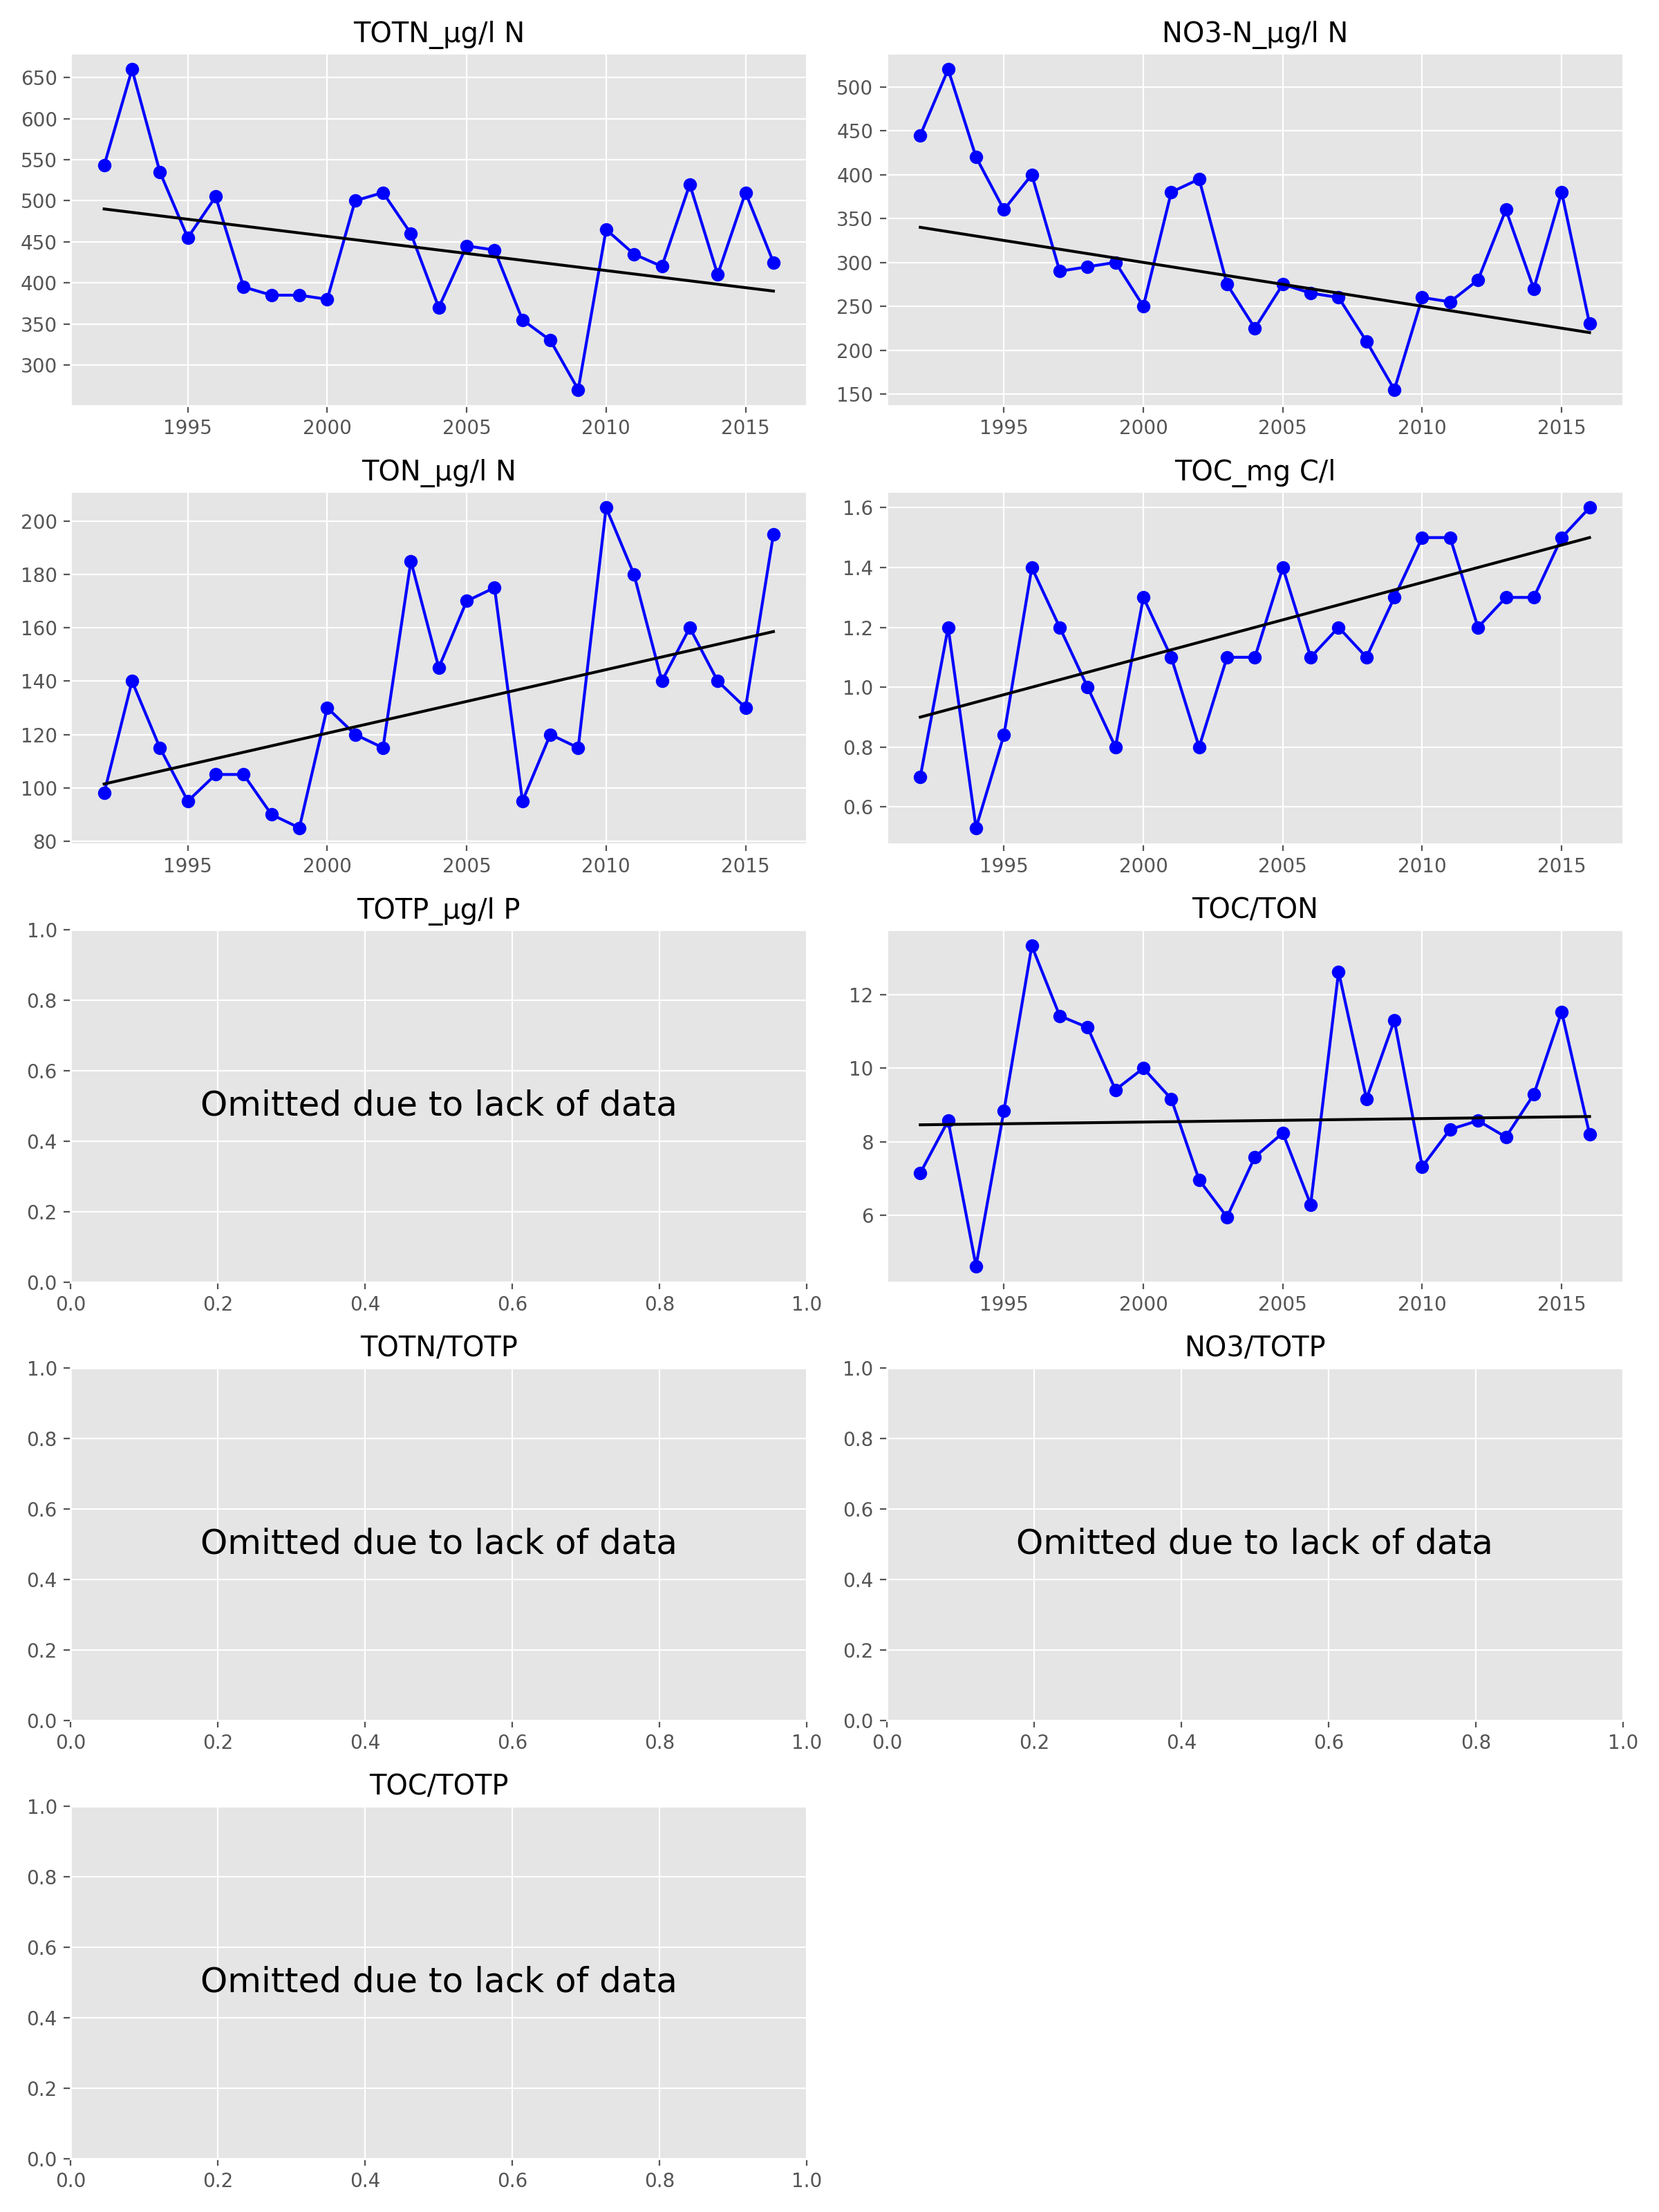 TOTN_µg/l N
650
600
550
500
450
400
350
300
1995 2000 2005 2010 2015
NO3-N_µg/l N
500
450
400
350
300
250
200
150
1995 2000 2005 2010 2015
TON_µg/l N
200
180
160
140
120
100
80
1995 2000 2005 2010 2015
TOC_mg C/l
1.6
1.4
1.2
1.0
0.8
0.6
1995 2000 2005 2010 2015
TOTP_µg/l P
1.0
0.8
0.6
Omitted due to lack of data
0.4
0.2
0.0
0.0 0.2 0.4 0.6 0.8 1.0
TOC/TON
12
10
8
6
1995 2000 2005 2010 2015
TOTN/TOTP
1.0
0.8
0.6
Omitted due to lack of data
0.4
0.2
0.0
0.0 0.2 0.4 0.6 0.8 1.0
NO3/TOTP
1.0
0.8
0.6
Omitted due to lack of data
0.4
0.2
0.0
0.0 0.2 0.4 0.6 0.8 1.0
TOC/TOTP
1.0
0.8
0.6
Omitted due to lack of data
0.4
0.2
0.0
0.0 0.2 0.4 0.6 0.8 1.0